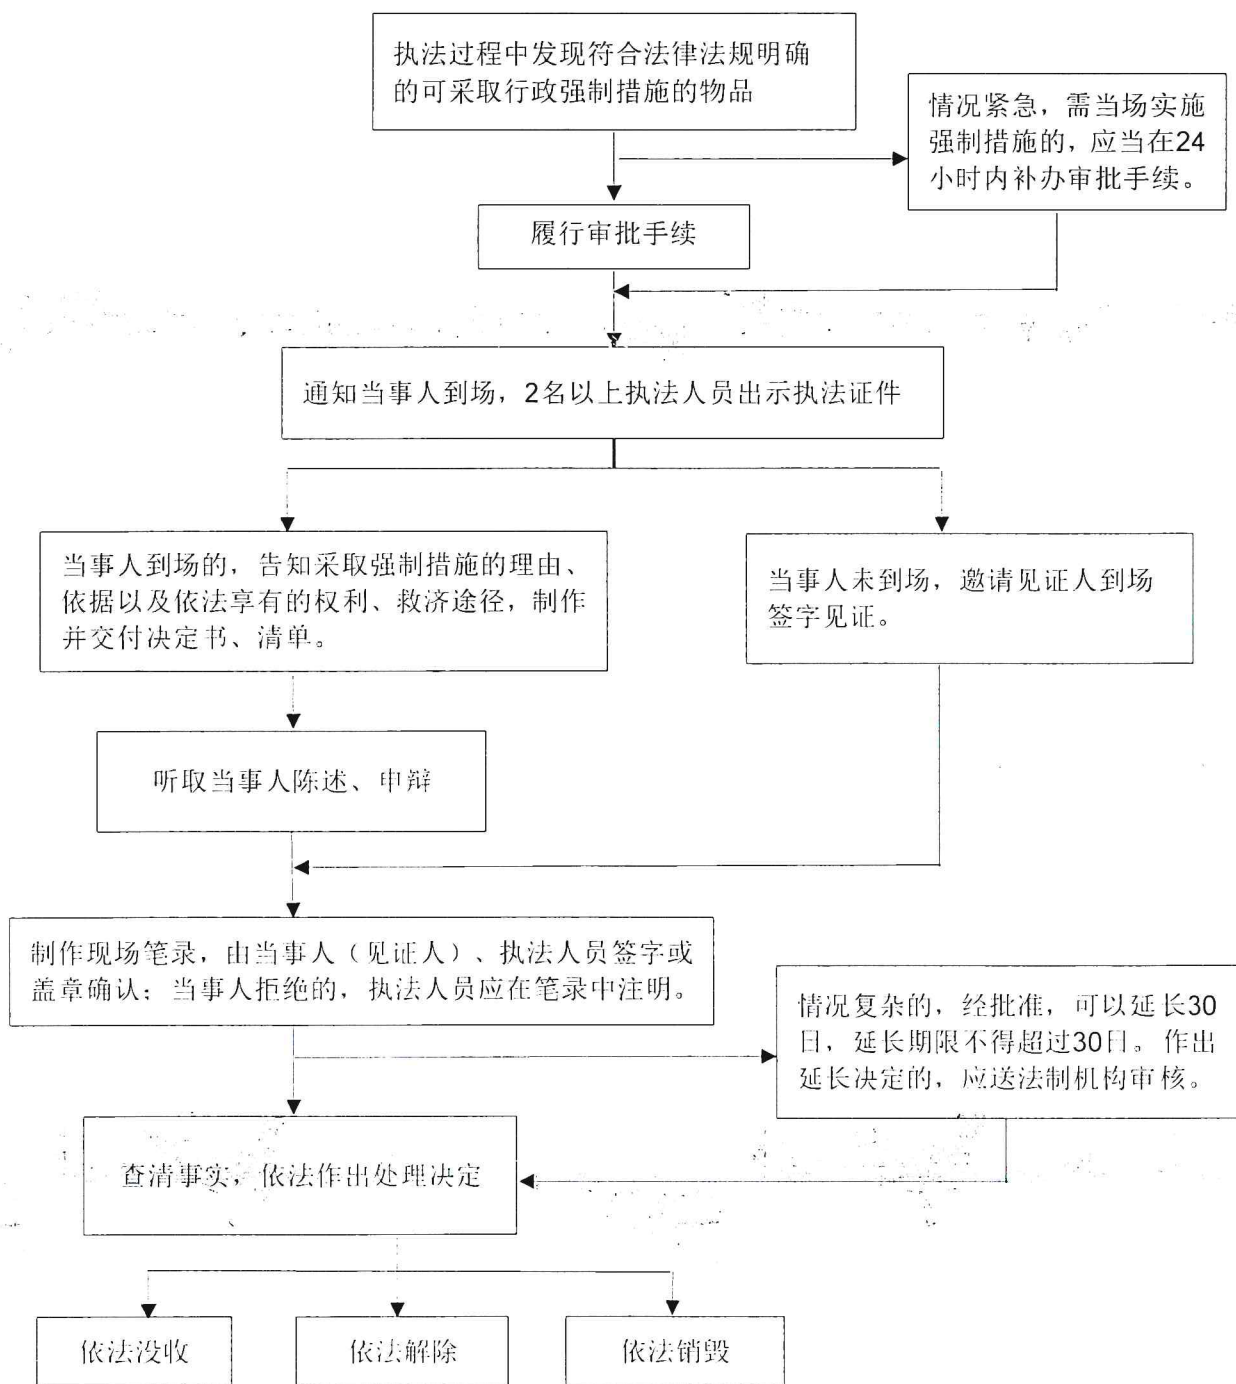 执法过程中发现符合法律法规明确
的可采取行政强制措施的物品
情况紧急，需当场实施
强制措施的，应当在24
小时内补办审批手续。
履行审批手续
通知当事人到场，2名以上执法人员出示执法证件
当事人到场的，告知采取强制措施的理由、
依据以及依法享有的权利、救济途径，制作
并交付决定书、清单。
当事人未到场，邀请见证人到场
签字见证。
听取当事人陈述、申辩
制作现场笔录，由当事人（见证人）、执法人员签字或
盖章确认；当事人拒绝的，执法人员应在笔录中注明。
情况复杂的，经批准，可以延长30
日，延长期限不得超过30日。作出
延长决定的，应送法制机构审核。
查清事实，依法作出处理决定
依法没收
依法解除
依法销毁